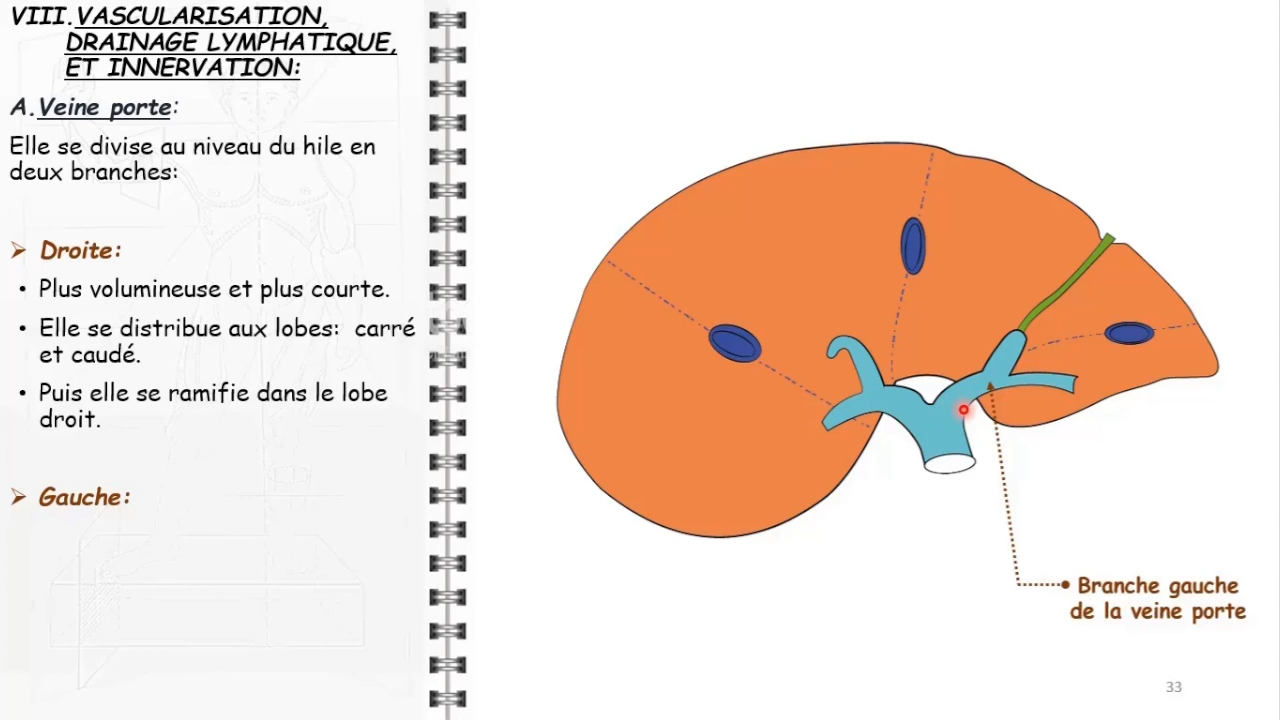 VIII. VASCULARISATION,
DRAINAGE LYMPHATIQUE,
ET INNERVATION:
A. Veine porte:
Elle se divise au niveau du hile en
deux branches:
➢ Droite:
• Plus volumineuse et plus courte.
• Elle se distribue aux lobes: carré
et caudé.
• Puis elle se ramifie dans le lobe
droit.
➢ Gauche:
Branche gauche
de la veine porte
33